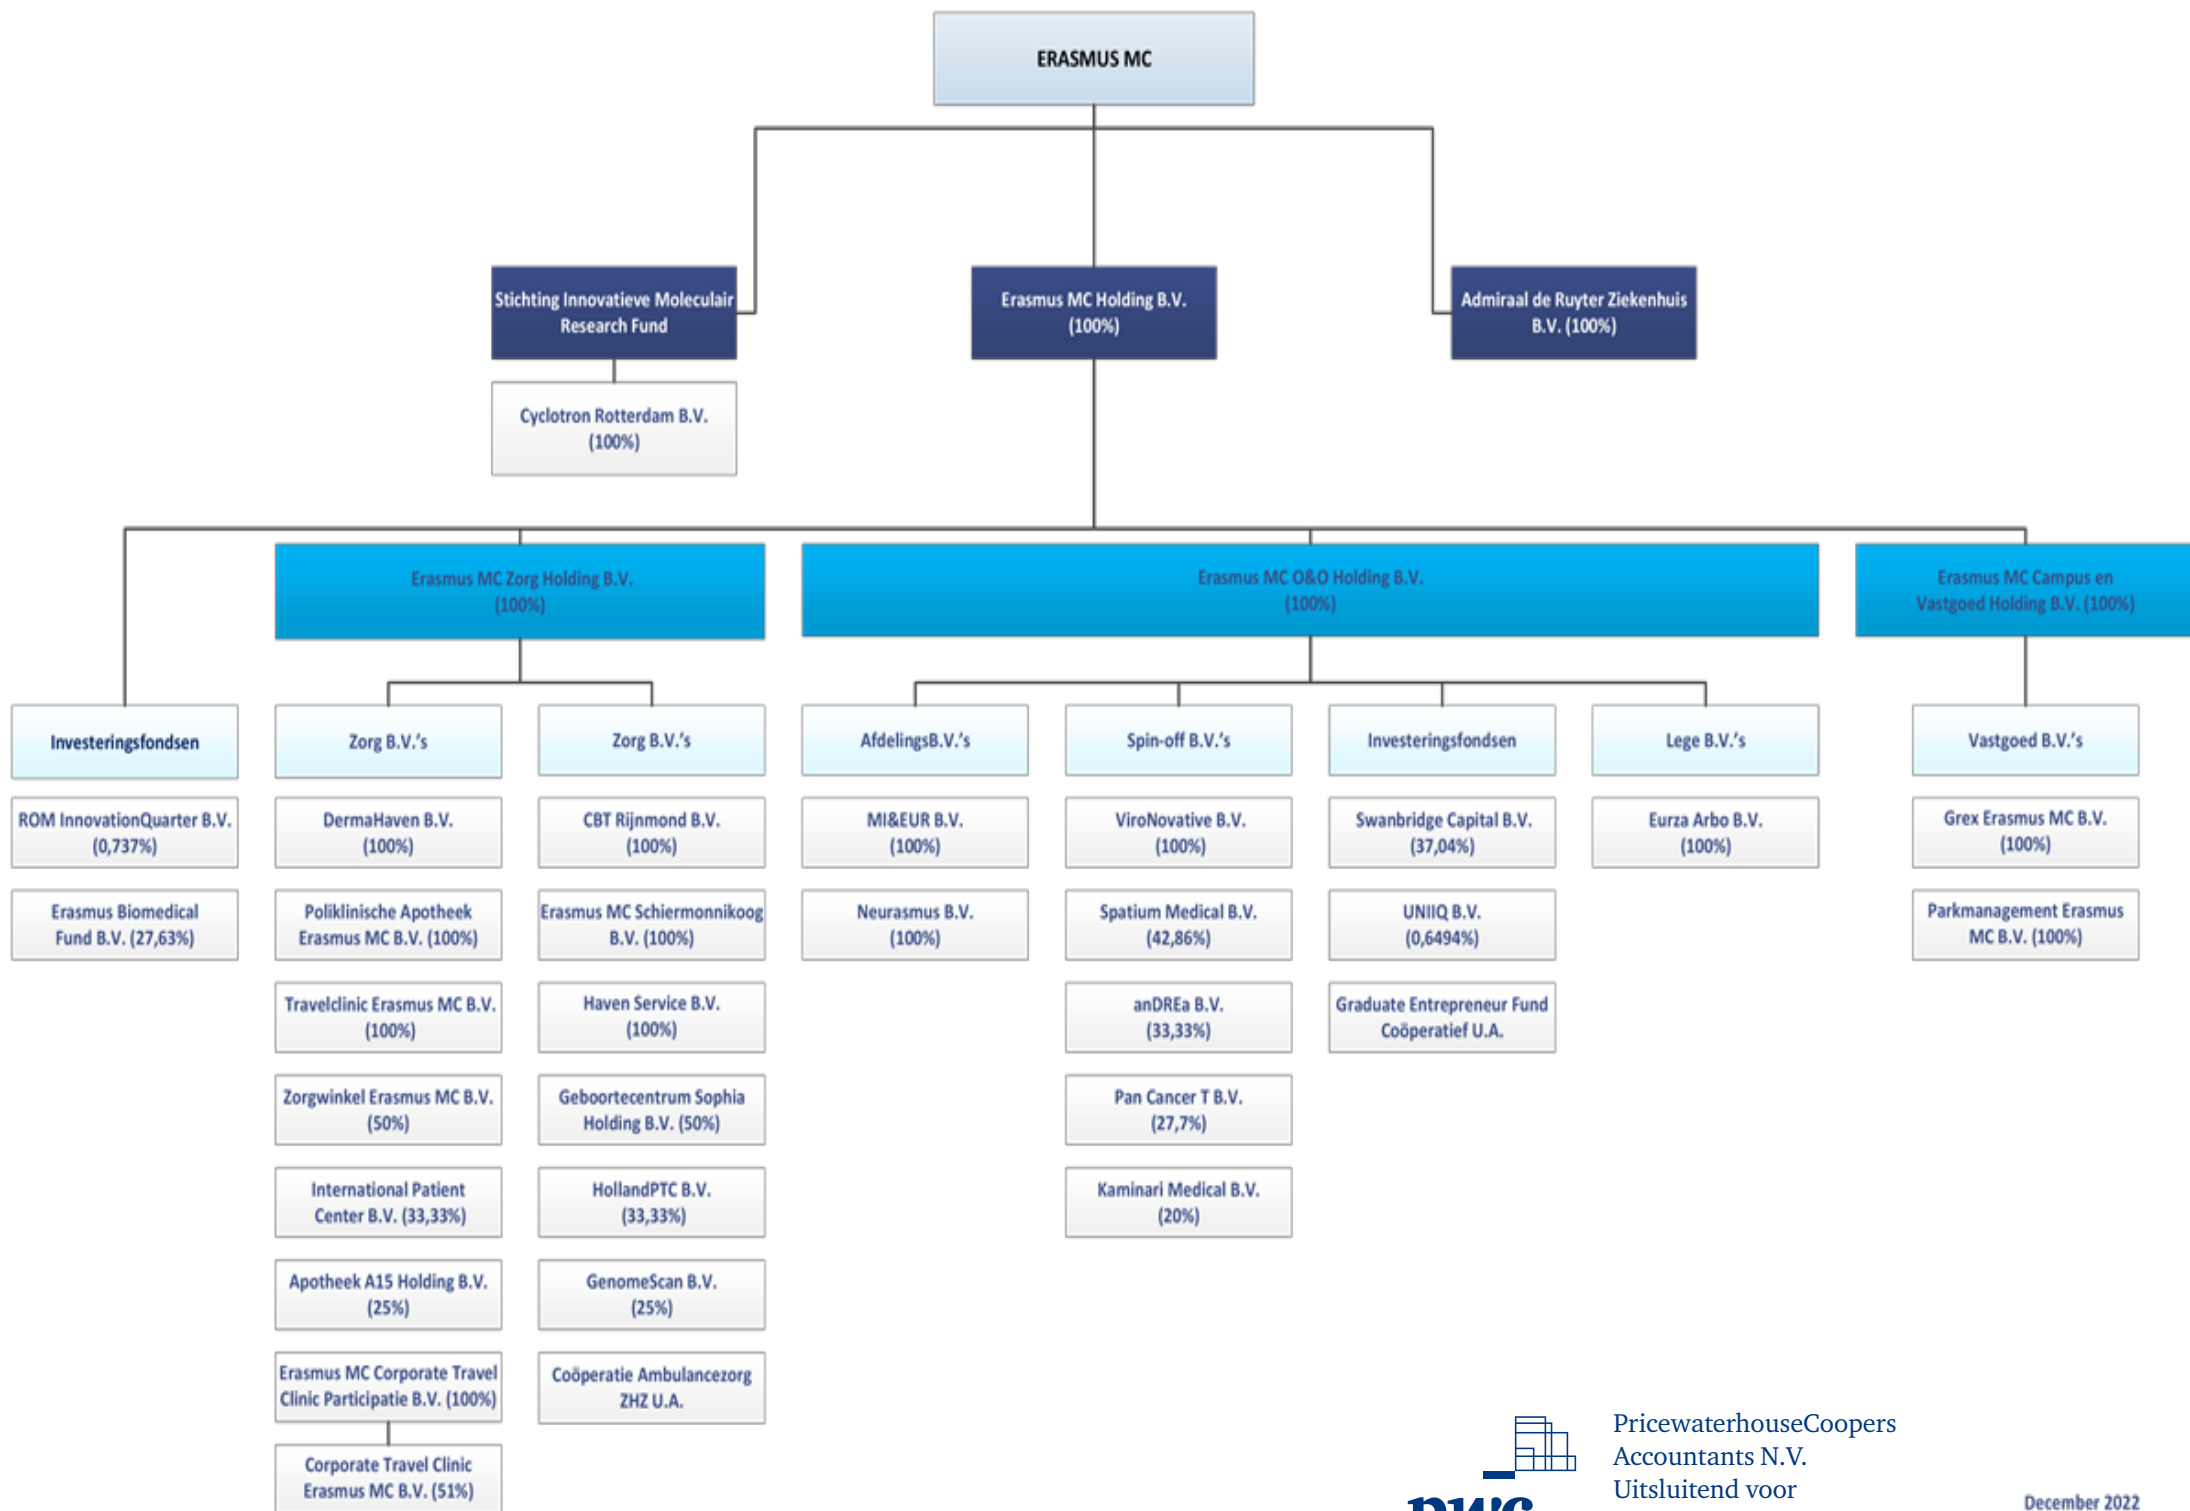 ERASMUS MC
Stichting Innovatieve Moleculair
Research Fund
Erasmus MC Holding B.V.
(100%)
Admiraal de Ruyter Ziekenhuis
B.V. (100%)
Cyclotron Rotterdam B.V.
(100%)
Erasmus MC Zorg Holding B.V.
(100%)
Erasmus MC O&O Holding B.V.
(100%)
Erasmus MC Campus en
Vastgoed Holding B.V. (100%)
Investeringsfondsen
ROM InnovationQuarter B.V.
(0,737%)
Erasmus Biomedical
Fund B.V. (27,63%)
Zorg B.V.'s
DermaHaven B.V.
(100%)
Poliklinische Apotheek
Erasmus MC B.V. (100%)
Travelclinic Erasmus MC B.V.
(100%)
Zorgwinkel Erasmus MC B.V.
(50%)
International Patient
Center B.V. (33,33%)
Apotheek A15 Holding B.V.
(25%)
Erasmus MC Corporate Travel
Clinic Participatie B.V. (100%)
Corporate Travel Clinic
Erasmus MC B.V. (51%)
Zorg B.V.'s
CBT Rijnmond B.V.
(100%)
Erasmus MC Schiermonnikoog
B.V. (100%)
Haven Service B.V.
(100%)
Geboortecentrum Sophia
Holding B.V. (50%)
HollandPTC B.V.
(33,33%)
GenomeScan B.V.
(25%)
Coöperatie Ambulancezorg
ZHZ U.A.
AfdelingsB.V.'s
MI&EUR B.V.
(100%)
Neurasmus B.V.
(100%)
Spin-off B.V.'s
ViroNovative B.V.
(100%)
Spatium Medical B.V.
(42,86%)
anDREa B.V.
(33,33%)
Pan Cancer T B.V.
(27,7%)
Kaminari Medical B.V.
(20%)
Investeringsfondsen
Swanbridge Capital B.V.
(37,04%)
UNIIQ B.V.
(0,6494%)
Graduate Entrepreneur Fund
Coöperatief U.A.
Lege B.V.'s
Eurza Arbo B.V.
(100%)
Vastgoed B.V.'s
Grex Erasmus MC B.V.
(100%)
Parkmanagement Erasmus
MC B.V. (100%)
pwc
PricewaterhouseCoopers
Accountants N.V.
Uitsluitend voor
December 2022